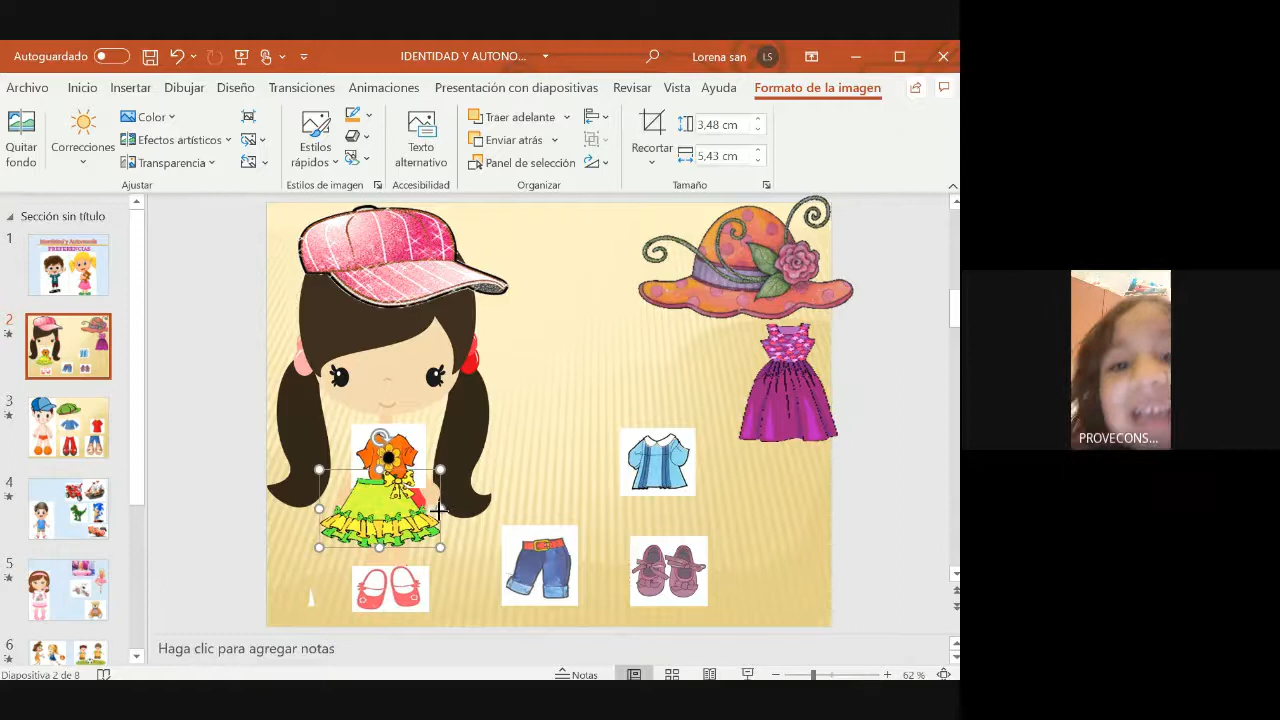 Autoguardado
IDENTIDAD Y AUTONO...
Lorena san
LS
Archivo Inicio Insertar Dibujar Diseño Transiciones Animaciones Presentación con diapositivas Revisar Vista Ayuda Formato de la imagen
Quitar fondo
Correcciones
Color
Efectos artísticos
Transparencia
Ajustar
Estilos rápidos
Estilos de imagen
Texto alternativo
Accesibilidad
Traer adelante
Enviar atrás
Panel de selección
Organizar
Recortar
3,48 cm
5,43 cm
Tamaño
Sección sin título
1
Identidad y Autonomía
PREFERENCIAS
2
3
4
5
6
PROVECONS...
Haga clic para agregar notas
Diapositiva 2 de 8
Notas
62 %